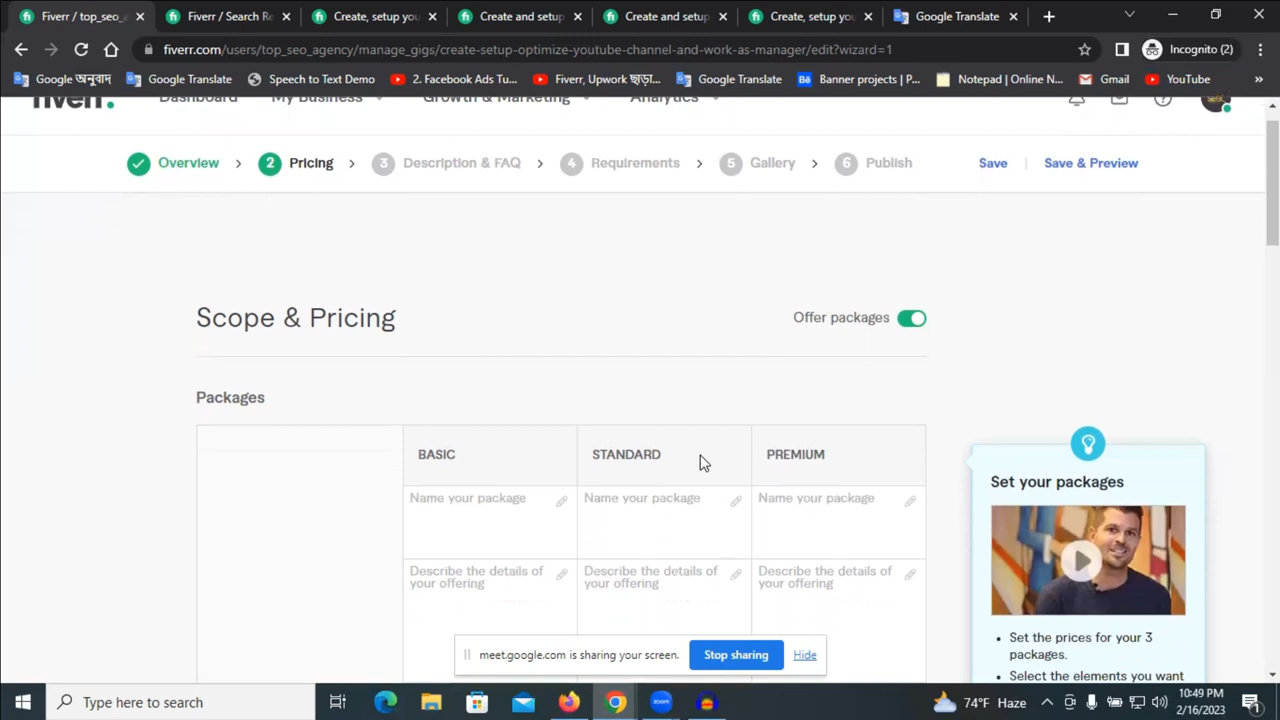 Fiverr / top_seo_a
Fiverr / Search Re
Create, setup you
Create and setup
Create and setup
Create, setup you
Google Translate
fiverr.com/users/top_seo_agency/manage_gigs/create-setup-optimize-youtube-channel-and-work-as-manager/edit?wizard=1
Incognito (2)
Google অনুবাদ
Google Translate
Speech to Text Demo
2. Facebook Ads Tu...
Fiverr, Upwork ছাড়া...
Google Translate
Banner projects | P...
Notepad | Online N...
Gmail
YouTube
»
fiverr.
Dashboard
My Business
Growth & Marketing
Analytics
Overview
2 Pricing
3 Description & FAQ
4 Requirements
5 Gallery
6 Publish
Save
Save & Preview
Scope & Pricing
Offer packages
Packages
BASIC
STANDARD
PREMIUM
Name your package
Name your package
Name your package
Describe the details of
your offering
Describe the details of
your offering
Describe the details of
your offering
Set your packages
• Set the prices for your 3
packages.
• Select the elements you want
meet.google.com is sharing your screen.
Stop sharing
Hide
Type here to search
zoom
74°F Haze
10:49 PM
2/16/2023
1